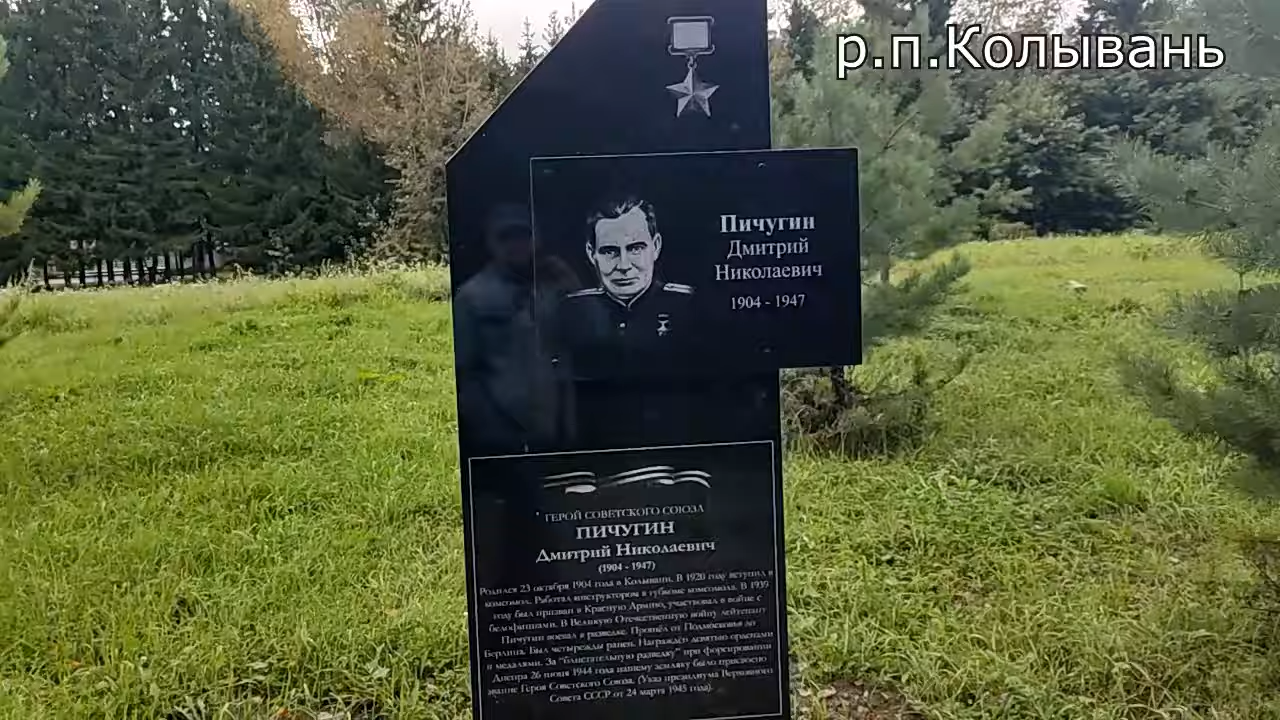 р.п.Колывань
Пичугин
Дмитрий
Николаевич
1904 - 1947
ГЕРОЙ СОВЕТСКОГО СОЮЗА
ПИЧУГИН
Дмитрий Николаевич
(1904 - 1947)
Родился 23 октября 1904 года в Колывани. В 1920 году вступил в
комсомол. Работал инструктором в губкоме комсомола. В 1939
году был призван в Красную Армию, участвовал в войне с
белофиннами. В Великую Отечественную войну лейтенант
Пичугин воевал в разведке. Прошёл от Подмосковья до
Берлина. Был четырежды ранен. Награждён девятью орденами
и медалями. За "блистательную разведку" при форсировании
Днепра 26 июня 1944 года нашему земляку было присвоено
звание Героя Советского Союза. (Указ президиума Верховного
Совета СССР от 24 марта 1945 года).